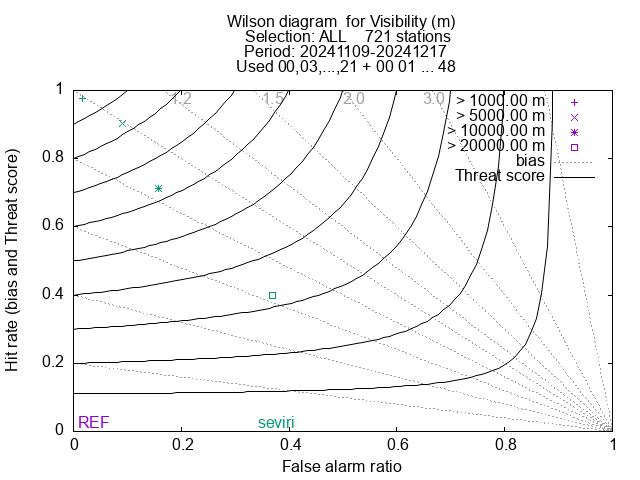 Wilson diagram  for Visibility (m)
Selection: ALL    721 stations
Period: 20241109-20241217
Used 00,03,...,21 + 00 01 ... 48
1
0.8
0.6
0.4
0.2
0
Hit rate (bias and Threat score)
1.2
1.5
2.0
3.0
> 1000.00 m
> 5000.00 m
> 10000.00 m
> 20000.00 m
bias
Threat score
REF
seviri
0
0.2
0.4
0.6
0.8
1
False alarm ratio